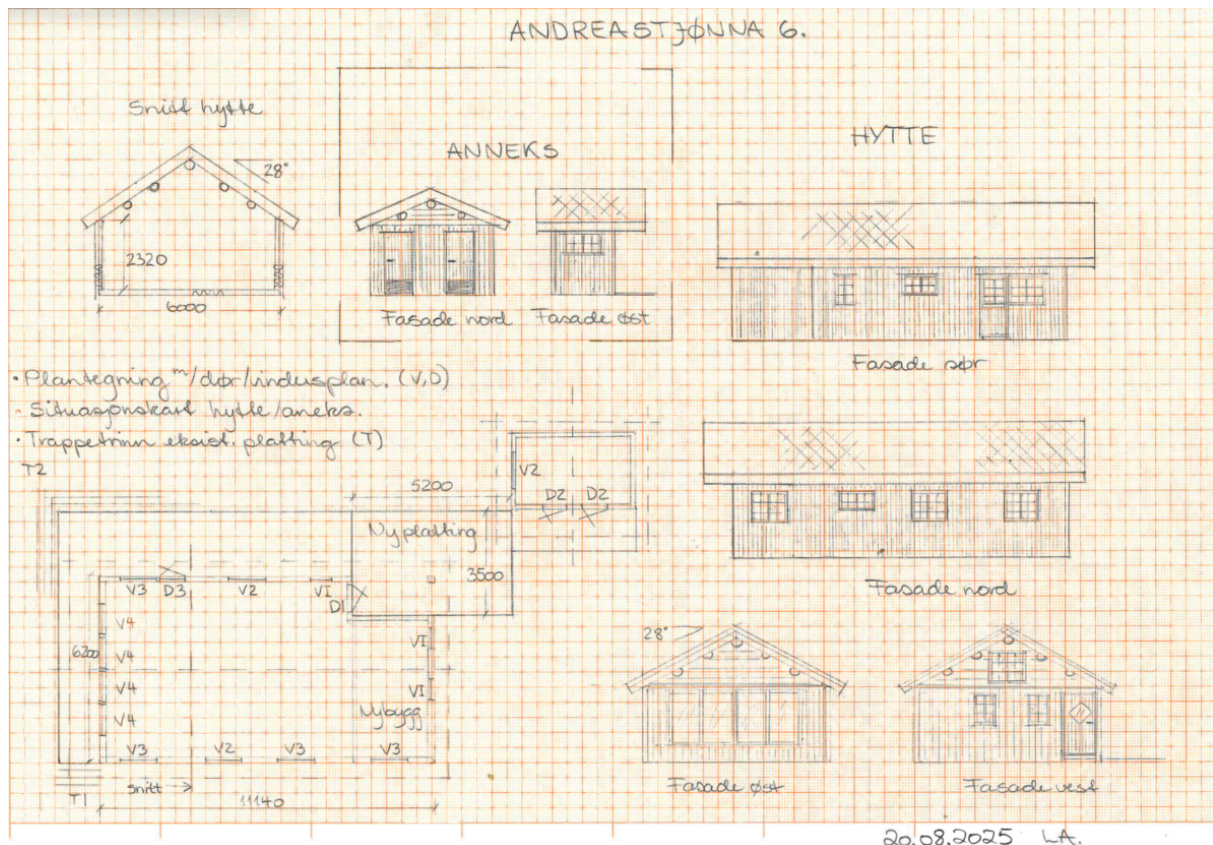 ANDREASTJØNNA 6.
Snitt hytte
28°
2320
6000
ANNEKS
Fasade nord
Fasade øst
HYTTE
Fasade sør
• Plantegning m/dør/vindusplan. (V,D)
• Situasjonskart hytte/aneks.
• Trappetrinn eksist. platting (T)
T2
5200
V2
D2
D2
Ny platting
3500
V3
D3
V2
V1
D1
V4
V4
V4
V4
6200
V1
V1
Nybygg
V3
V2
V3
V3
T1
snitt →
11140
Fasade nord
28°
Fasade øst
Fasade vest
20.08.2025 LA.